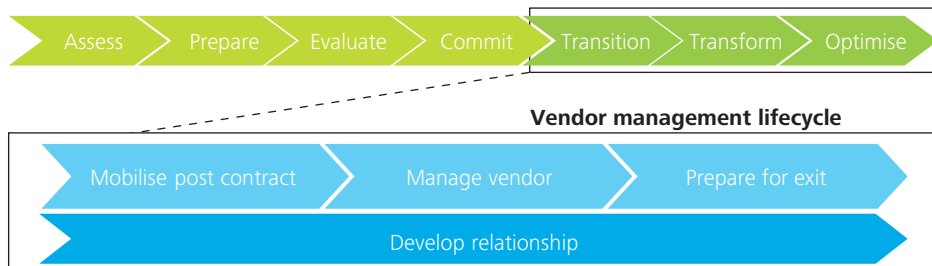 Assess
Prepare
Evaluate
Commit
Transition
Transform
Optimise
Vendor management lifecycle
Mobilise post contract
Manage vendor
Prepare for exit
Develop relationship